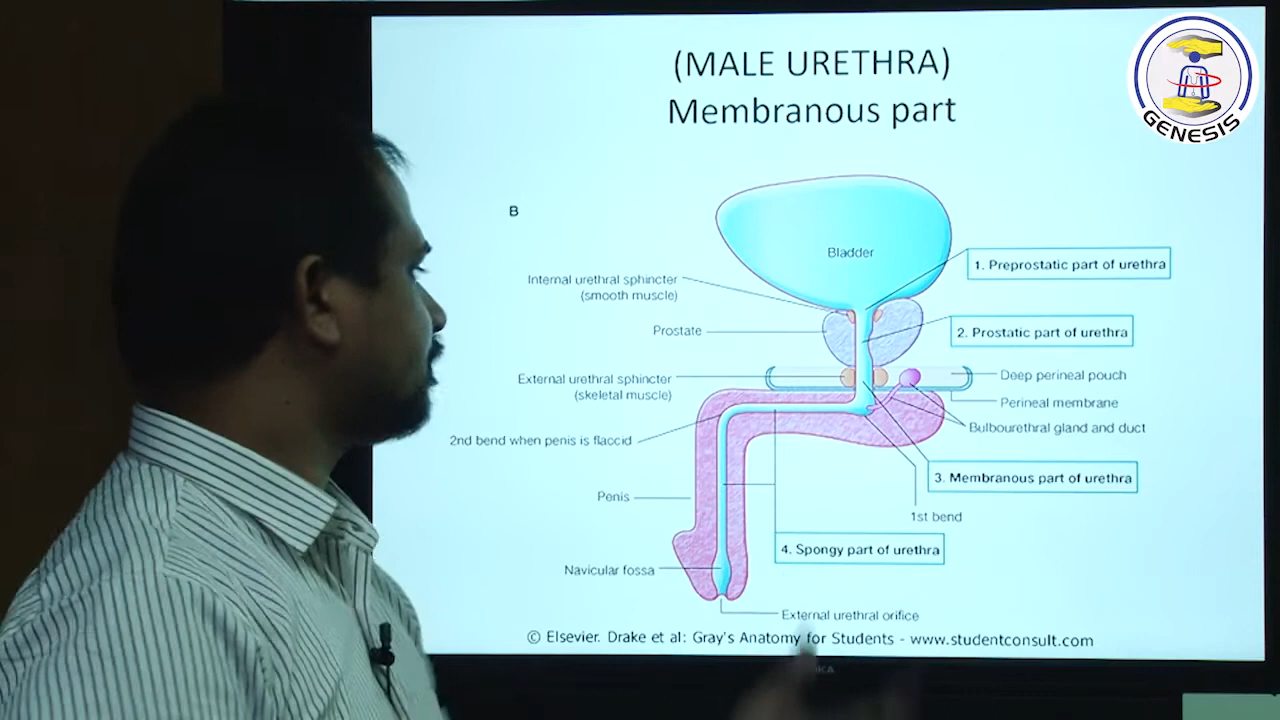 (MALE URETHRA)
Membranous part
GENESIS
B
Bladder
1. Preprostatic part of urethra
Internal urethral sphincter
(smooth muscle)
Prostate
2. Prostatic part of urethra
External urethral sphincter
(skeletal muscle)
Deep perineal pouch
Perineal membrane
Bulbourethral gland and duct
2nd bend when penis is flaccid
3. Membranous part of urethra
Penis
1st bend
4. Spongy part of urethra
Navicular fossa
External urethral orifice
© Elsevier. Drake et al: Gray's Anatomy for Students - www.studentconsult.com